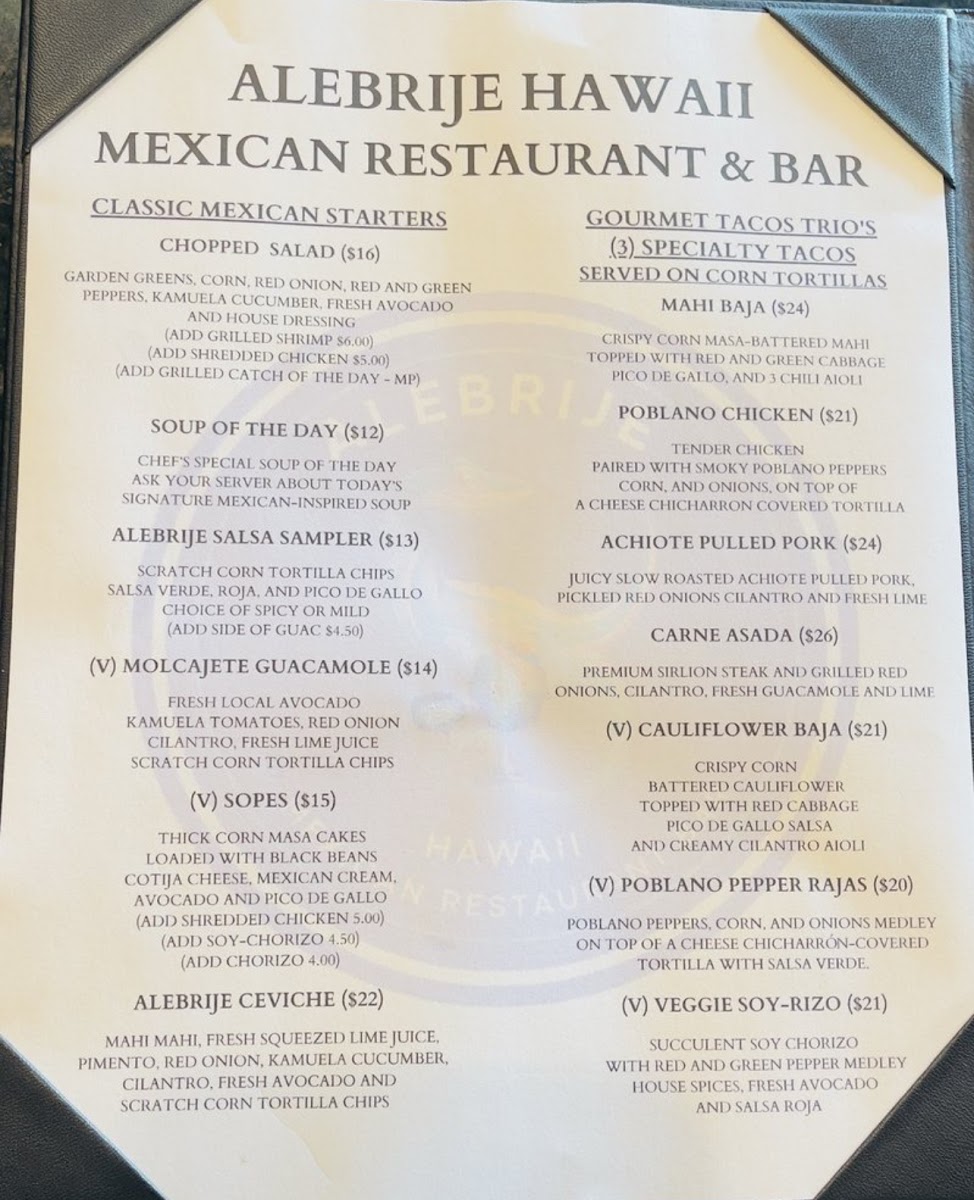 ALEBRIJE HAWAII
MEXICAN RESTAURANT & BAR
CLASSIC MEXICAN STARTERS
CHOPPED SALAD ($16)
GARDEN GREENS, CORN, RED ONION, RED AND GREEN
PEPPERS, KAMUELA CUCUMBER, FRESH AVOCADO
AND HOUSE DRESSING
(ADD GRILLED SHRIMP $6.00)
(ADD SHREDDED CHICKEN $5.00)
(ADD GRILLED CATCH OF THE DAY - MP)
SOUP OF THE DAY ($12)
CHEF'S SPECIAL SOUP OF THE DAY
ASK YOUR SERVER ABOUT TODAY'S
SIGNATURE MEXICAN-INSPIRED SOUP
ALEBRIJE SALSA SAMPLER ($13)
SCRATCH CORN TORTILLA CHIPS
SALSA VERDE, ROJA, AND PICO DE GALLO
CHOICE OF SPICY OR MILD
(ADD SIDE OF GUAC $4.50)
(V) MOLCAJETE GUACAMOLE ($14)
FRESH LOCAL AVOCADO
KAMUELA TOMATOES, RED ONION
CILANTRO, FRESH LIME JUICE
SCRATCH CORN TORTILLA CHIPS
(V) SOPES ($15)
THICK CORN MASA CAKES
LOADED WITH BLACK BEANS
COTIJA CHEESE, MEXICAN CREAM,
AVOCADO AND PICO DE GALLO
(ADD SHREDDED CHICKEN 5.00)
(ADD SOY-CHORIZO 4.50)
(ADD CHORIZO 4.00)
ALEBRIJE CEVICHE ($22)
MAHI MAHI, FRESH SQUEEZED LIME JUICE,
PIMENTO, RED ONION, KAMUELA CUCUMBER,
CILANTRO, FRESH AVOCADO AND
SCRATCH CORN TORTILLA CHIPS
GOURMET TACOS TRIO'S
(3) SPECIALTY TACOS
SERVED ON CORN TORTILLAS
MAHI BAJA ($24)
CRISPY CORN MASA-BATTERED MAHI
TOPPED WITH RED AND GREEN CABBAGE
PICO DE GALLO, AND 3 CHILI AIOLI
POBLANO CHICKEN ($21)
TENDER CHICKEN
PAIRED WITH SMOKY POBLANO PEPPERS
CORN, AND ONIONS, ON TOP OF
A CHEESE CHICHARRON COVERED TORTILLA
ACHIOTE PULLED PORK ($24)
JUICY SLOW ROASTED ACHIOTE PULLED PORK,
PICKLED RED ONIONS CILANTRO AND FRESH LIME
CARNE ASADA ($26)
PREMIUM SIRLION STEAK AND GRILLED RED
ONIONS, CILANTRO, FRESH GUACAMOLE AND LIME
(V) CAULIFLOWER BAJA ($21)
CRISPY CORN
BATTERED CAULIFLOWER
TOPPED WITH RED CABBAGE
PICO DE GALLO SALSA
AND CREAMY CILANTRO AIOLI
(V) POBLANO PEPPER RAJAS ($20)
POBLANO PEPPERS, CORN, AND ONIONS MEDLEY
ON TOP OF A CHEESE CHICHARRÓN-COVERED
TORTILLA WITH SALSA VERDE.
(V) VEGGIE SOY-RIZO ($21)
SUCCULENT SOY CHORIZO
WITH RED AND GREEN PEPPER MEDLEY
HOUSE SPICES, FRESH AVOCADO
AND SALSA ROJA
ALEBRIJE
HAWAII